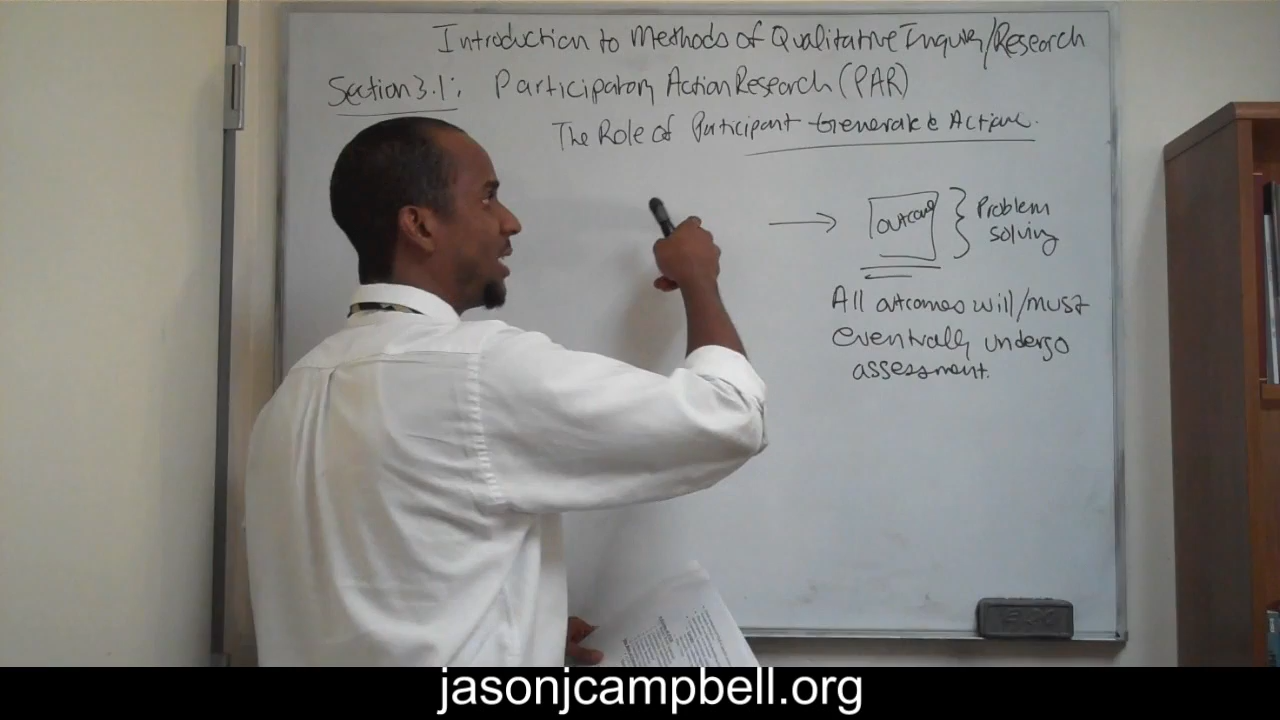 Introduction to Methods of Qualitative Inquiry/Research
Section 3.1: Participatory Action Research (PAR)
The Role of Participant Generate Action.
→ outcome } Problem
solving
All outcomes will/must
eventually undergo
assessment.
jasonjcampbell.org